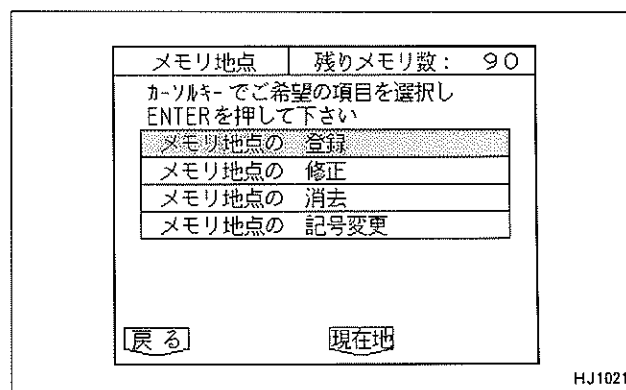 メモリ地点 残りメモリ数: 90
カーソルキーでご希望の項目を選択し
ENTERを押して下さい
メモリ地点の 登録
メモリ地点の 修正
メモリ地点の 消去
メモリ地点の 記号変更
戻る 現在地
HJ1021